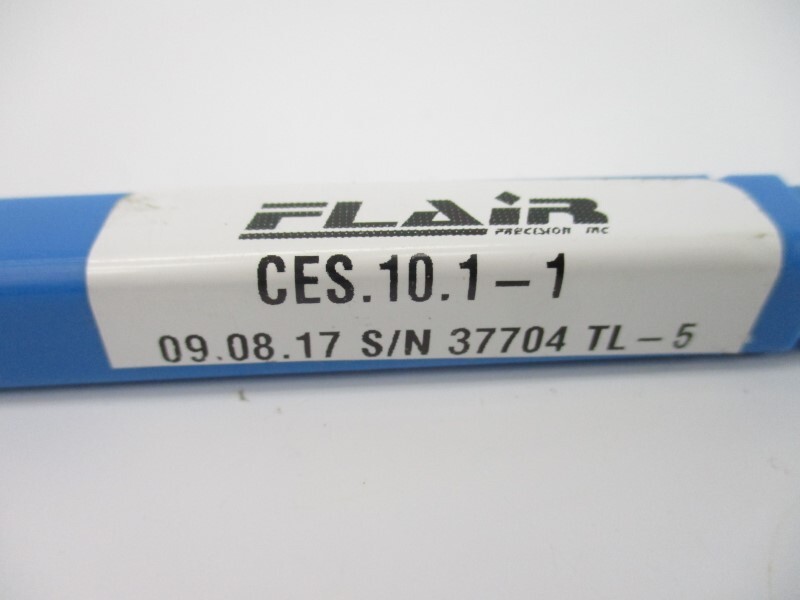 FLAiR
PRECISION INC
CES.10.1-1
09.08.17 S/N 37704 TL-5